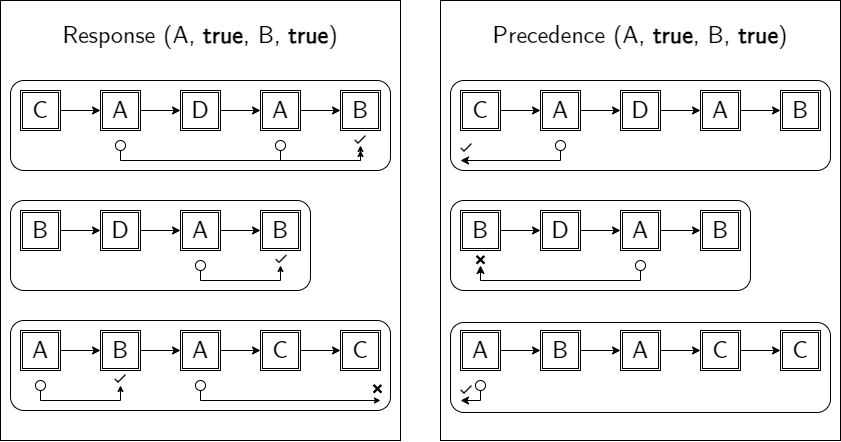 Response (A, true, B, true)
C A D A B
✓
B D A B
✓
A B A C C
✓ ×
Precedence (A, true, B, true)
C A D A B
✓
B D A B
×
A B A C C
✓